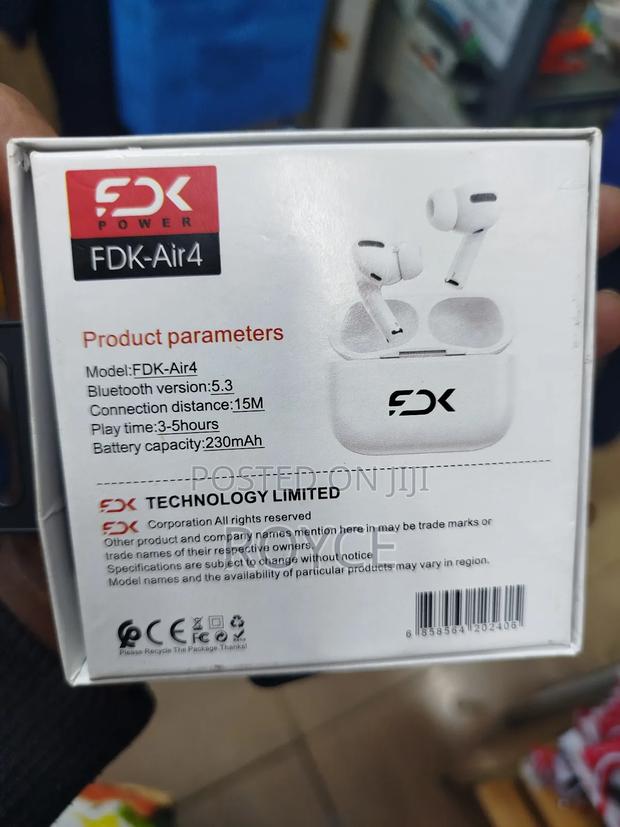 FDK
POWER
FDK-Air4
Product parameters
Model:FDK-Air4
Bluetooth version:5.3
Connection distance:15M
Play time:3-5hours
Battery capacity:230mAh
FDK
POSTED ON JIJI
FDK TECHNOLOGY LIMITED
FDK Corporation All rights reserved
ROYCE
Other product and company names mention here in may be trade marks or
trade names of their respective owners.
Specifications are subject to change without notice
Model names and the availability of particular products may vary in region.
CE FC
Please Recycle The Package Thanks!
6 858564 202406